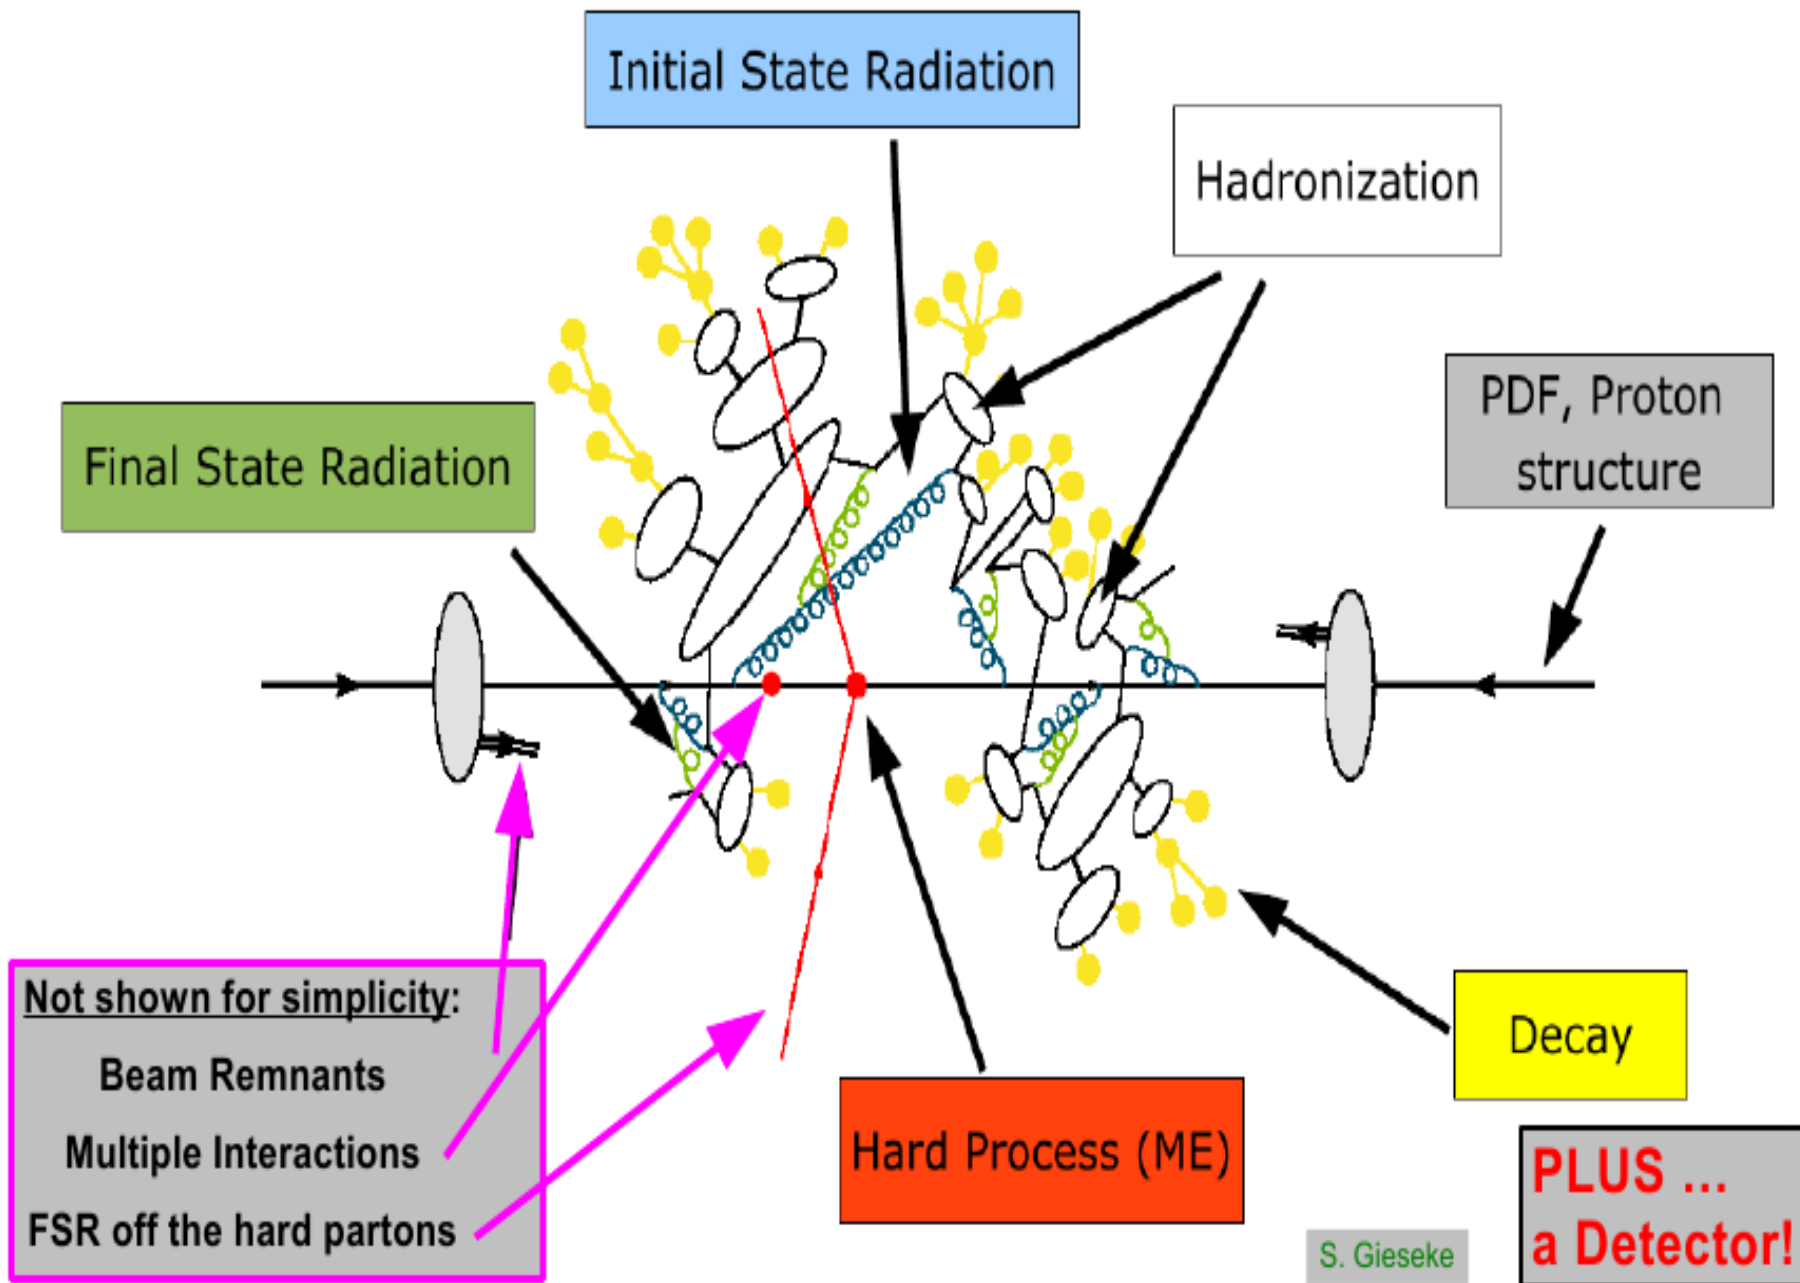 Initial State Radiation
Hadronization
PDF, Proton
structure
Final State Radiation
Not shown for simplicity:
Beam Remnants
Multiple Interactions
FSR off the hard partons
Hard Process (ME)
Decay
PLUS ...
a Detector!
S. Gieseke